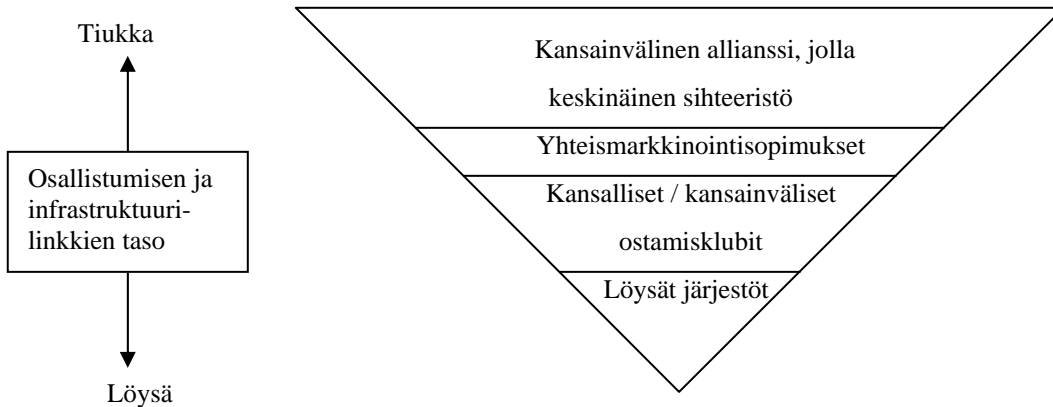 Tiukka
Osallistumisen ja
infrastruktuuri-
linkkien taso
Löysä
Kansainvälinen allianssi, jolla
keskinäinen sihteeristö
Yhteismarkkinointisopimukset
Kansalliset / kansainväliset
ostamisklubit
Löysät järjestöt